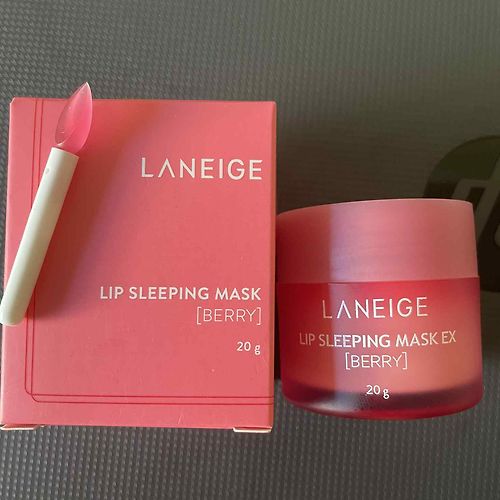 LANEIGE
LIP SLEEPING MASK
[BERRY]
20 g
LANEIGE
LIP SLEEPING MASK EX
[BERRY]
20 g